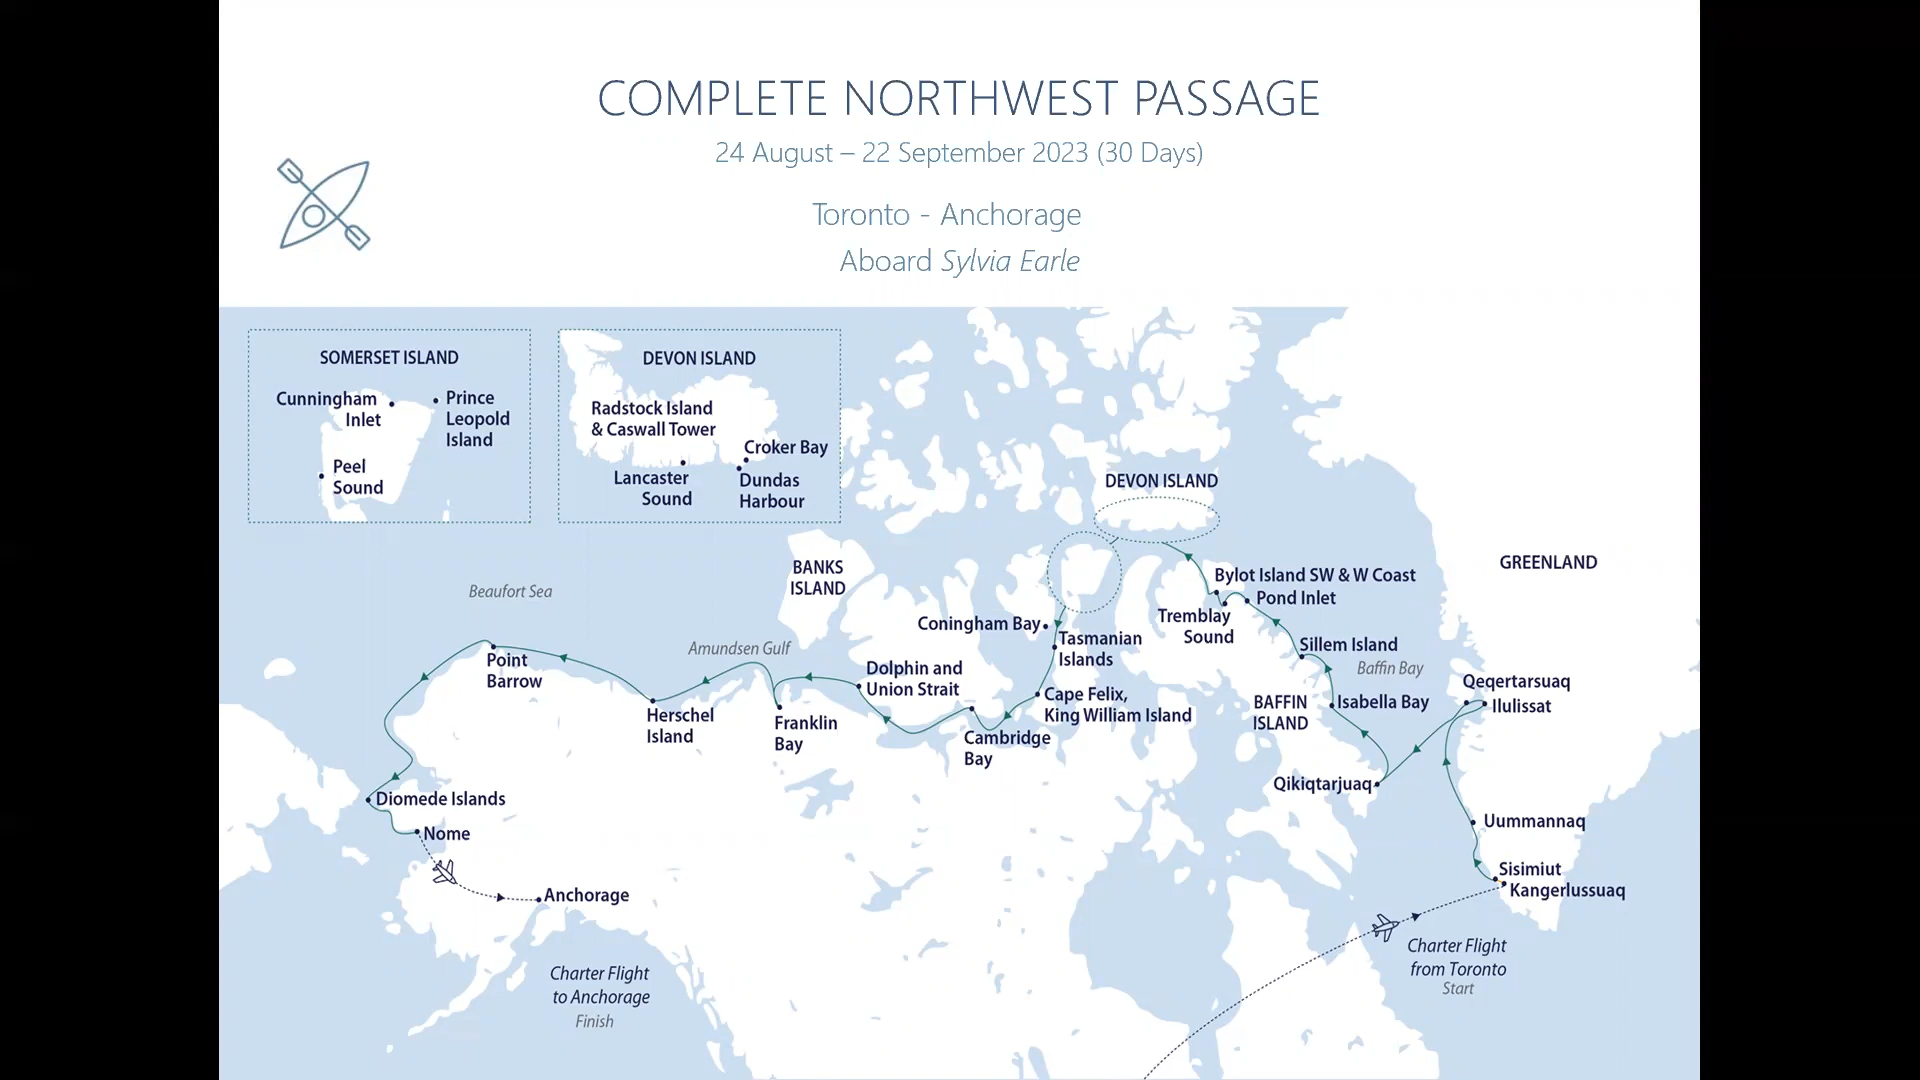 COMPLETE NORTHWEST PASSAGE
24 August – 22 September 2023 (30 Days)
Toronto - Anchorage
Aboard Sylvia Earle
SOMERSET ISLAND
Cunningham
Inlet
Prince
Leopold
Island
Peel
Sound
DEVON ISLAND
Radstock Island
& Caswall Tower
Croker Bay
Lancaster
Sound
Dundas
Harbour
DEVON ISLAND
GREENLAND
BANKS
ISLAND
Beaufort Sea
Bylot Island SW & W Coast
Pond Inlet
Tremblay
Sound
Coningham Bay
Tasmanian
Islands
Sillem Island
Baffin Bay
Amundsen Gulf
Point
Barrow
Dolphin and
Union Strait
Cape Felix,
King William Island
BAFFIN
ISLAND
Isabella Bay
Qeqertarsuaq
Ilulissat
Herschel
Island
Franklin
Bay
Cambridge
Bay
Qikiqtarjuaq
Diomede Islands
Nome
Uummannaq
Sisimiut
Kangerlussuaq
Anchorage
Charter Flight
from Toronto
Start
Charter Flight
to Anchorage
Finish